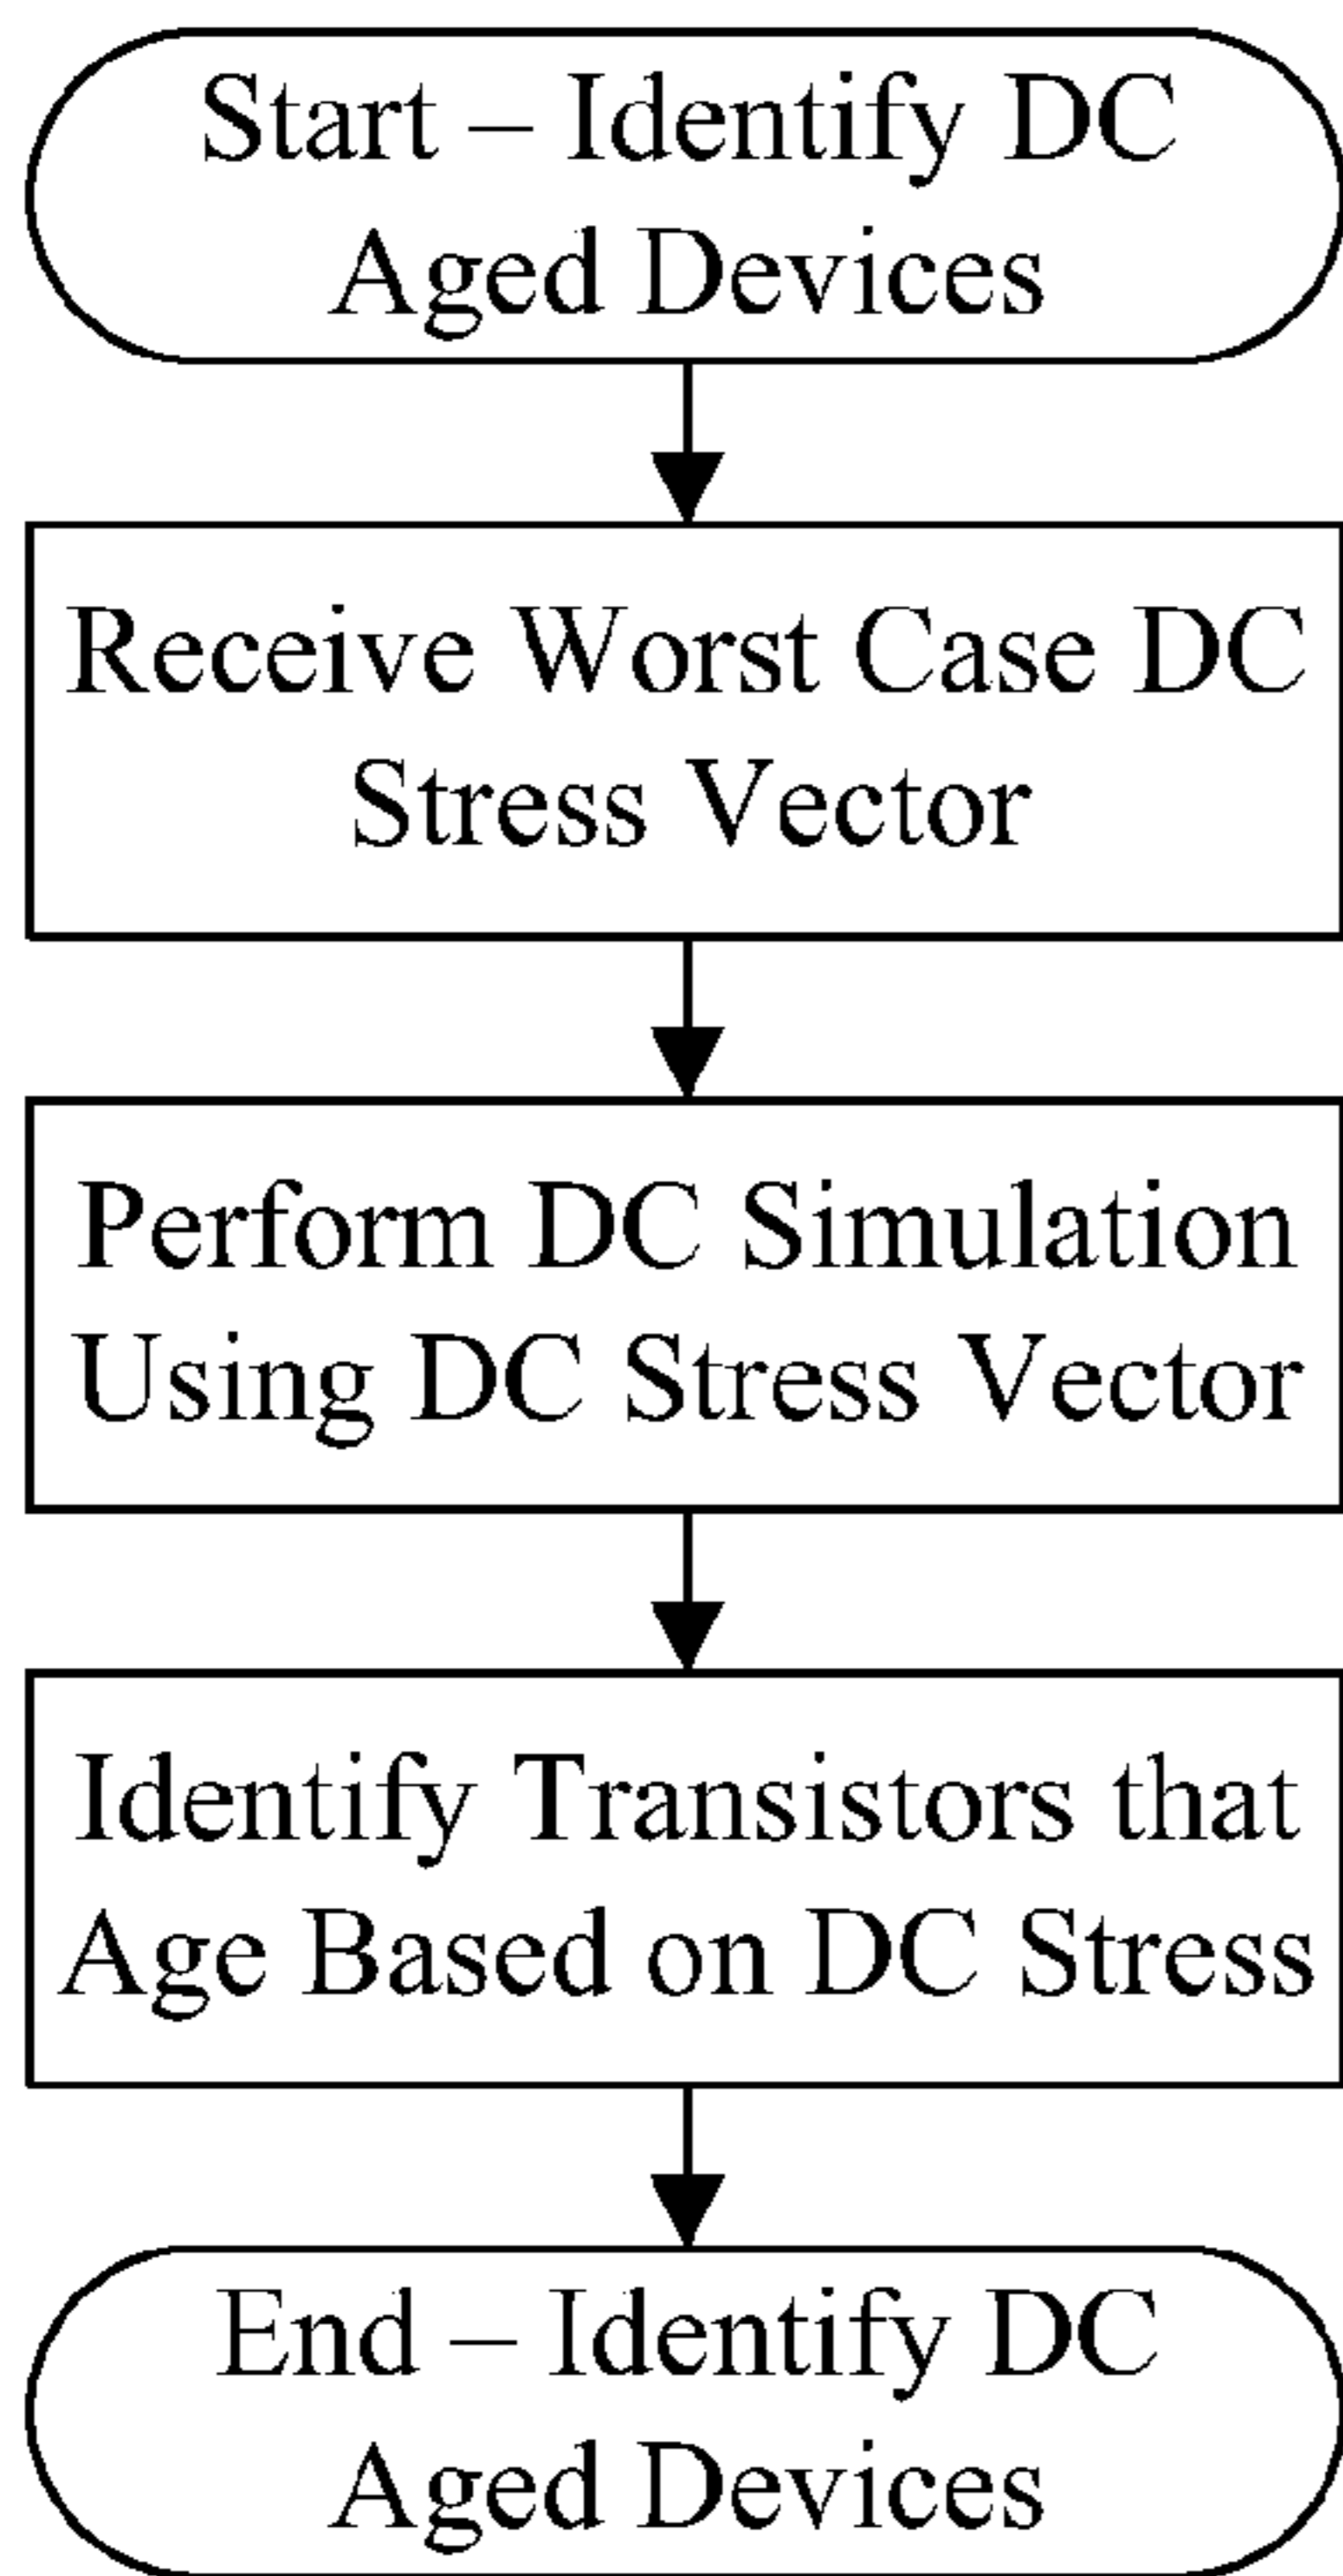 Start – Identify DC
Aged Devices
Receive Worst Case DC
Stress Vector
Perform DC Simulation
Using DC Stress Vector
Identify Transistors that
Age Based on DC Stress
End – Identify DC
Aged Devices